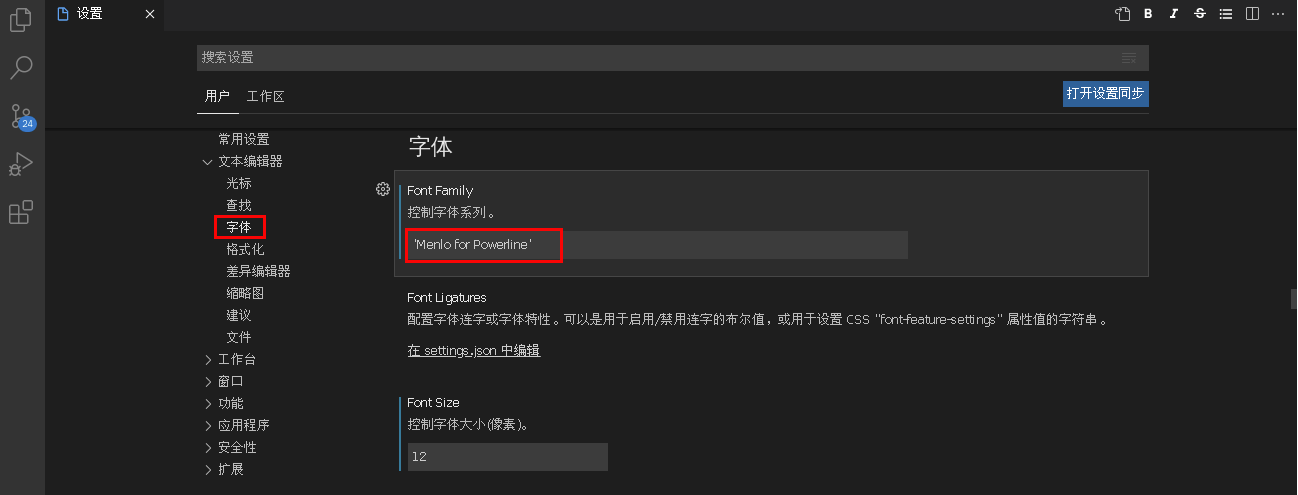 设置
B I S
搜索设置
用户 工作区
打开设置同步
24
常用设置
文本编辑器
光标
查找
字体
格式化
差异编辑器
缩略图
建议
文件
工作台
窗口
功能
应用程序
安全性
扩展
字体
Font Family
控制字体系列。
'Menlo for Powerline'
Font Ligatures
配置字体连字或字体特性。可以是用于启用/禁用连字的布尔值，或用于设置 CSS "font-feature-settings" 属性值的字符串。
在 settings.json 中编辑
Font Size
控制字体大小(像素)。
12